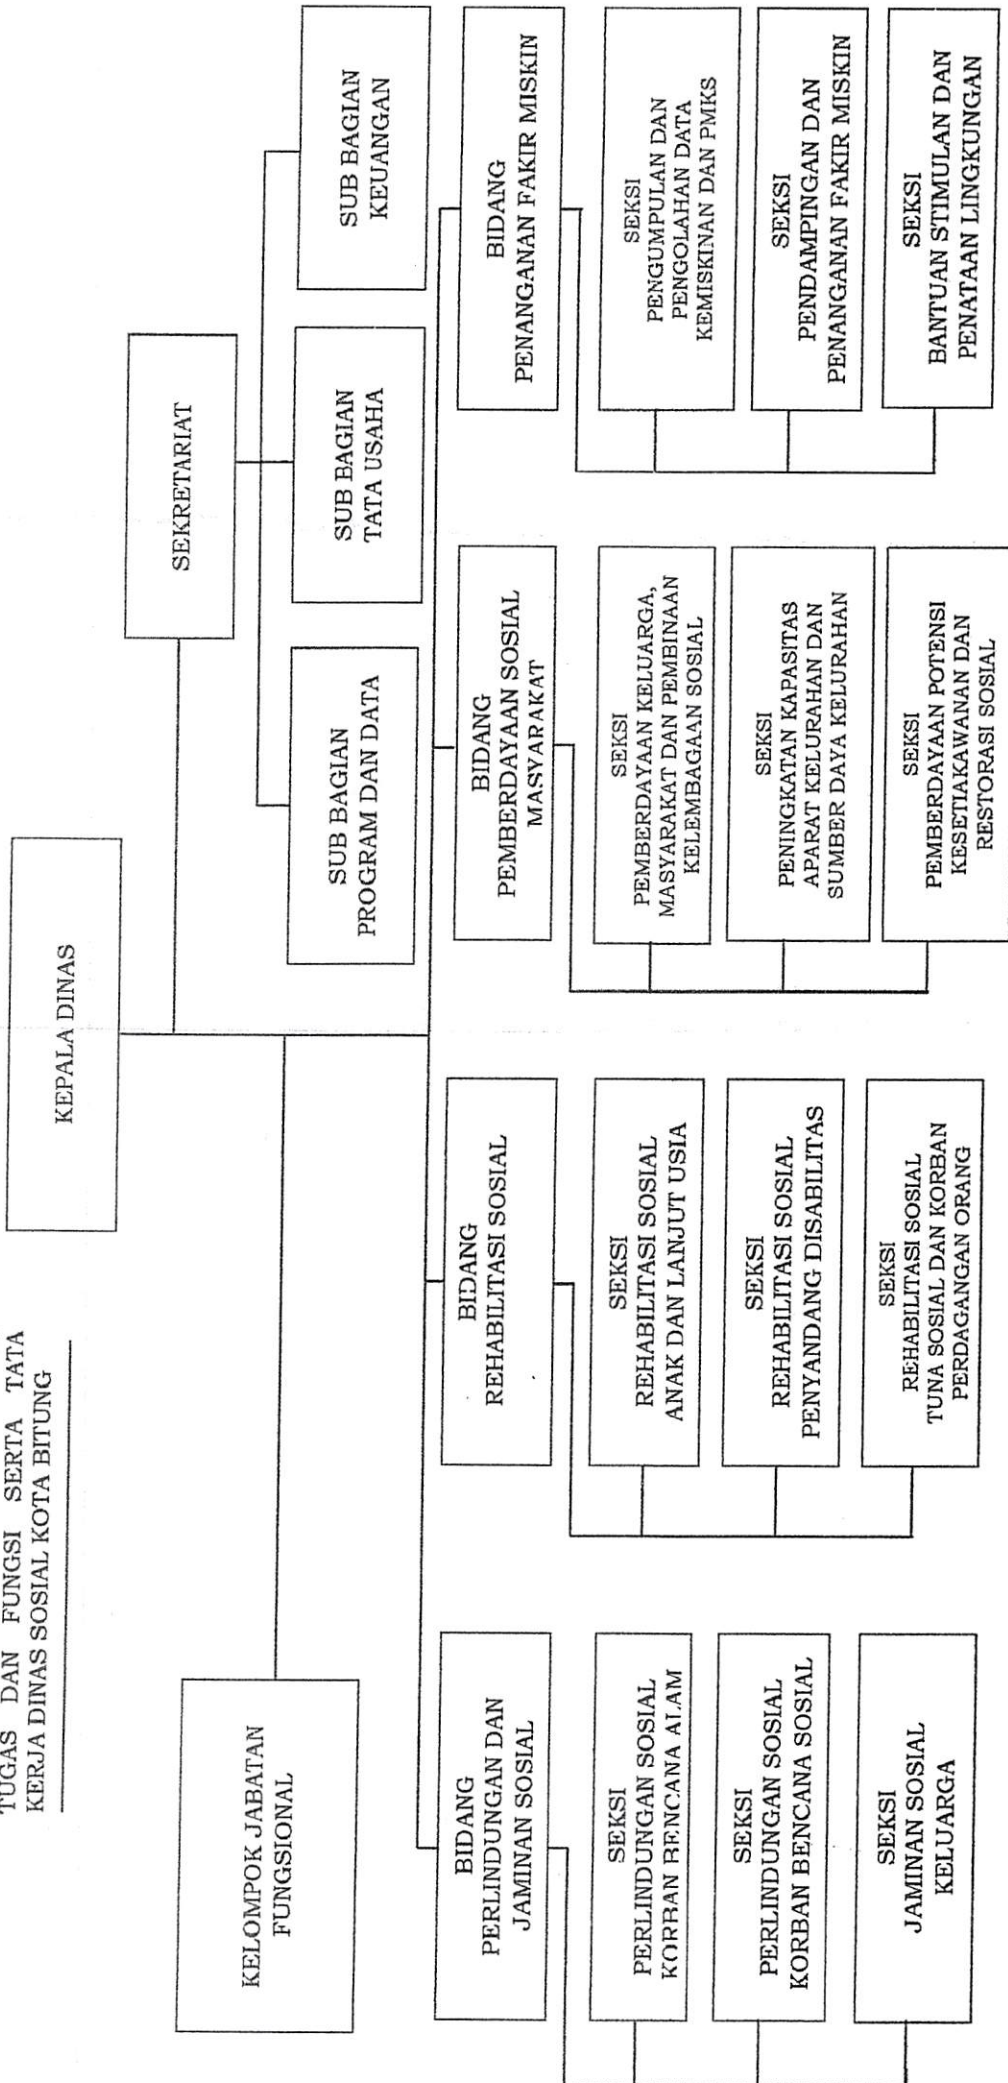 TUGAS DAN FUNGSI SERTA TATA
KERJA DINAS SOSIAL KOTA BITUNG
KEPALA DINAS
KELOMPOK JABATAN
FUNGSIONAL
SEKRETARIAT
SUB BAGIAN
PROGRAM DAN DATA
SUB BAGIAN
TATA USAHA
SUB BAGIAN
KEUANGAN
BIDANG
PERLINDUNGAN DAN
JAMINAN SOSIAL
SEKSI
PERLINDUNGAN SOSIAL
KORBAN BENCANA ALAM
SEKSI
PERLINDUNGAN SOSIAL
KORBAN BENCANA SOSIAL
SEKSI
JAMINAN SOSIAL
KELUARGA
BIDANG
REHABILITASI SOSIAL
SEKSI
REHABILITASI SOSIAL
ANAK DAN LANJUT USIA
SEKSI
REHABILITASI SOSIAL
PENYANDANG DISABILITAS
SEKSI
REHABILITASI SOSIAL
TUNA SOSIAL DAN KORBAN
PERDAGANGAN ORANG
BIDANG
PEMBERDAYAAN SOSIAL
MASYARAKAT
SEKSI
PEMBERDAYAAN KELUARGA,
MASYARAKAT DAN PEMBINAAN
KELEMBAGAAN SOSIAL
SEKSI
PENINGKATAN KAPASITAS
APARAT KELURAHAN DAN
SUMBER DAYA KELURAHAN
SEKSI
PEMBERDAYAAN POTENSI
KESETIAKAWANAN DAN
RESTORASI SOSIAL
BIDANG
PENANGANAN FAKIR MISKIN
SEKSI
PENGUMPULAN DAN
PENGOLAHAN DATA
KEMISKINAN DAN PMKS
SEKSI
PENDAMPINGAN DAN
PENANGANAN FAKIR MISKIN
SEKSI
BANTUAN STIMULAN DAN
PENATAAN LINGKUNGAN